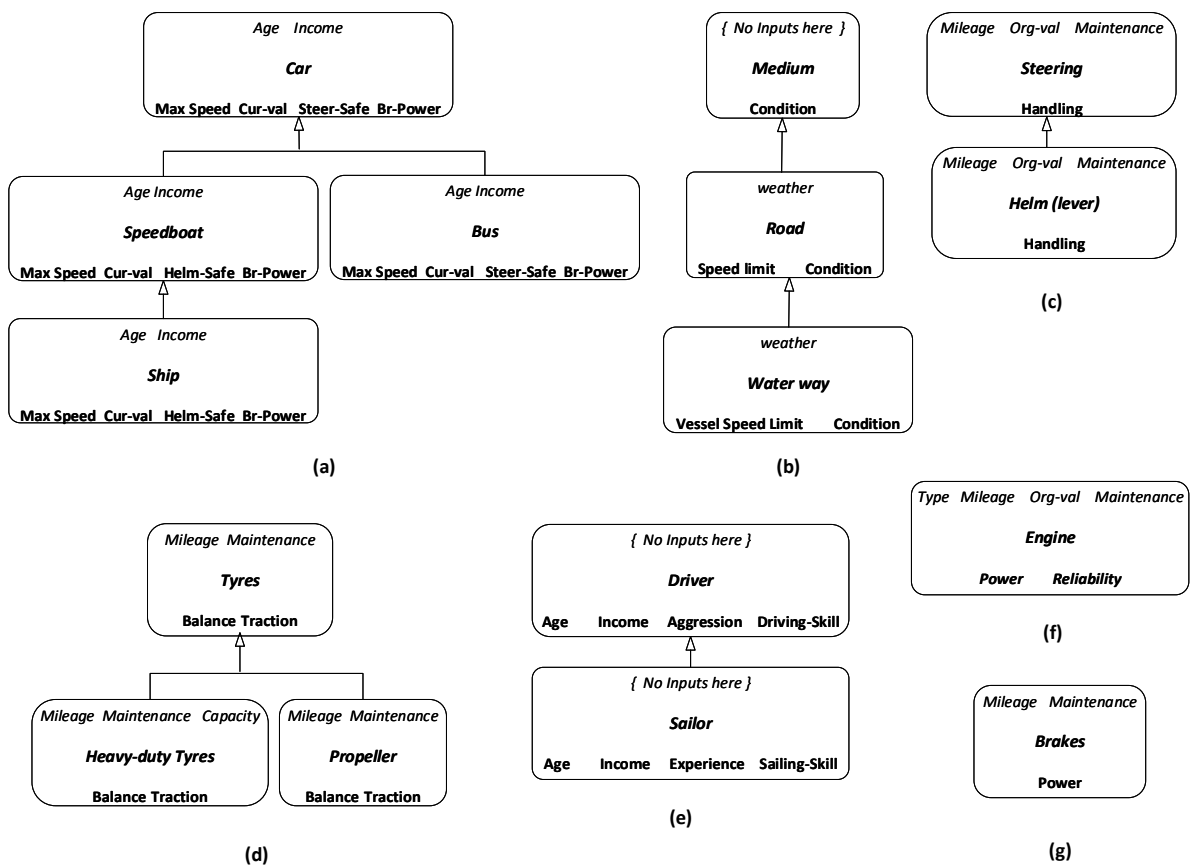 Age Income
Car
Max Speed Cur-val Steer-Safe Br-Power
Age Income
Speedboat
Max Speed Cur-val Helm-Safe Br-Power
Age Income
Bus
Max Speed Cur-val Steer-Safe Br-Power
Age Income
Ship
Max Speed Cur-val Helm-Safe Br-Power
(a)
{ No Inputs here }
Medium
Condition
weather
Road
Speed limit Condition
weather
Water way
Vessel Speed Limit Condition
(b)
Mileage Org-val Maintenance
Steering
Handling
Mileage Org-val Maintenance
Helm (lever)
Handling
(c)
Mileage Maintenance
Tyres
Balance Traction
Mileage Maintenance Capacity
Heavy-duty Tyres
Balance Traction
Mileage Maintenance
Propeller
Balance Traction
(d)
{ No Inputs here }
Driver
Age Income Aggression Driving-Skill
{ No Inputs here }
Sailor
Age Income Experience Sailing-Skill
(e)
Type Mileage Org-val Maintenance
Engine
Power Reliability
(f)
Mileage Maintenance
Brakes
Power
(g)